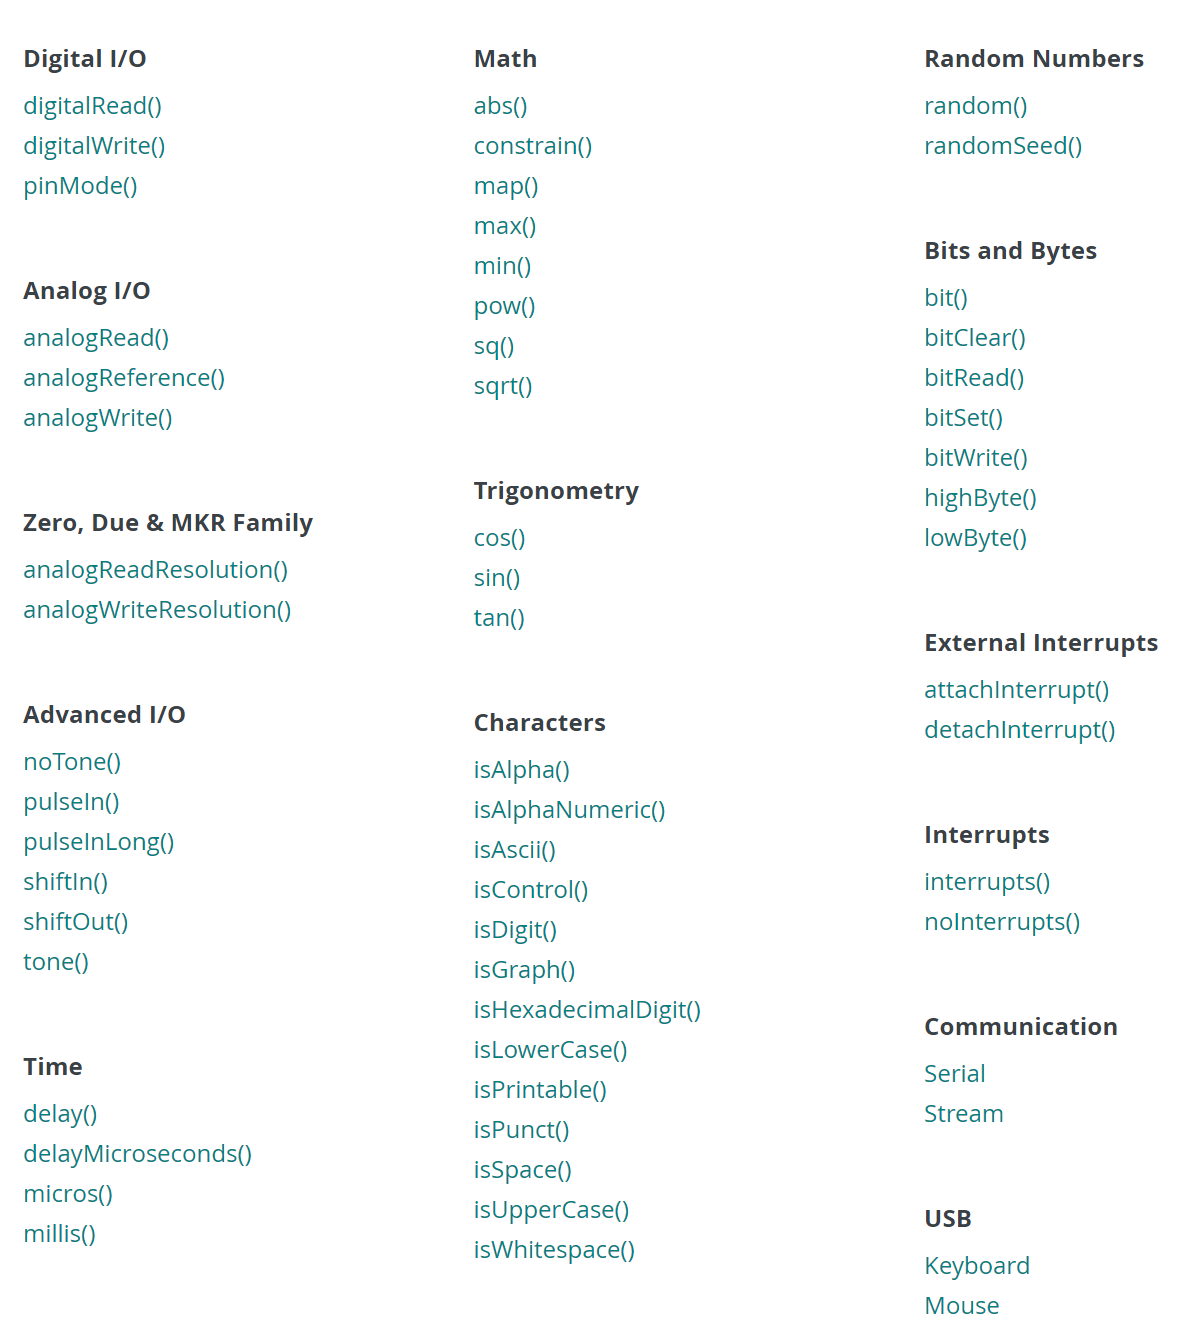 Digital I/O
digitalRead()
digitalWrite()
pinMode()
Analog I/O
analogRead()
analogReference()
analogWrite()
Zero, Due & MKR Family
analogReadResolution()
analogWriteResolution()
Advanced I/O
noTone()
pulseIn()
pulseInLong()
shiftIn()
shiftOut()
tone()
Time
delay()
delayMicroseconds()
micros()
millis()
Math
abs()
constrain()
map()
max()
min()
pow()
sq()
sqrt()
Trigonometry
cos()
sin()
tan()
Characters
isAlpha()
isAlphaNumeric()
isAscii()
isControl()
isDigit()
isGraph()
isHexadecimalDigit()
isLowerCase()
isPrintable()
isPunct()
isSpace()
isUpperCase()
isWhitespace()
Random Numbers
random()
randomSeed()
Bits and Bytes
bit()
bitClear()
bitRead()
bitSet()
bitWrite()
highByte()
lowByte()
External Interrupts
attachInterrupt()
detachInterrupt()
Interrupts
interrupts()
noInterrupts()
Communication
Serial
Stream
USB
Keyboard
Mouse